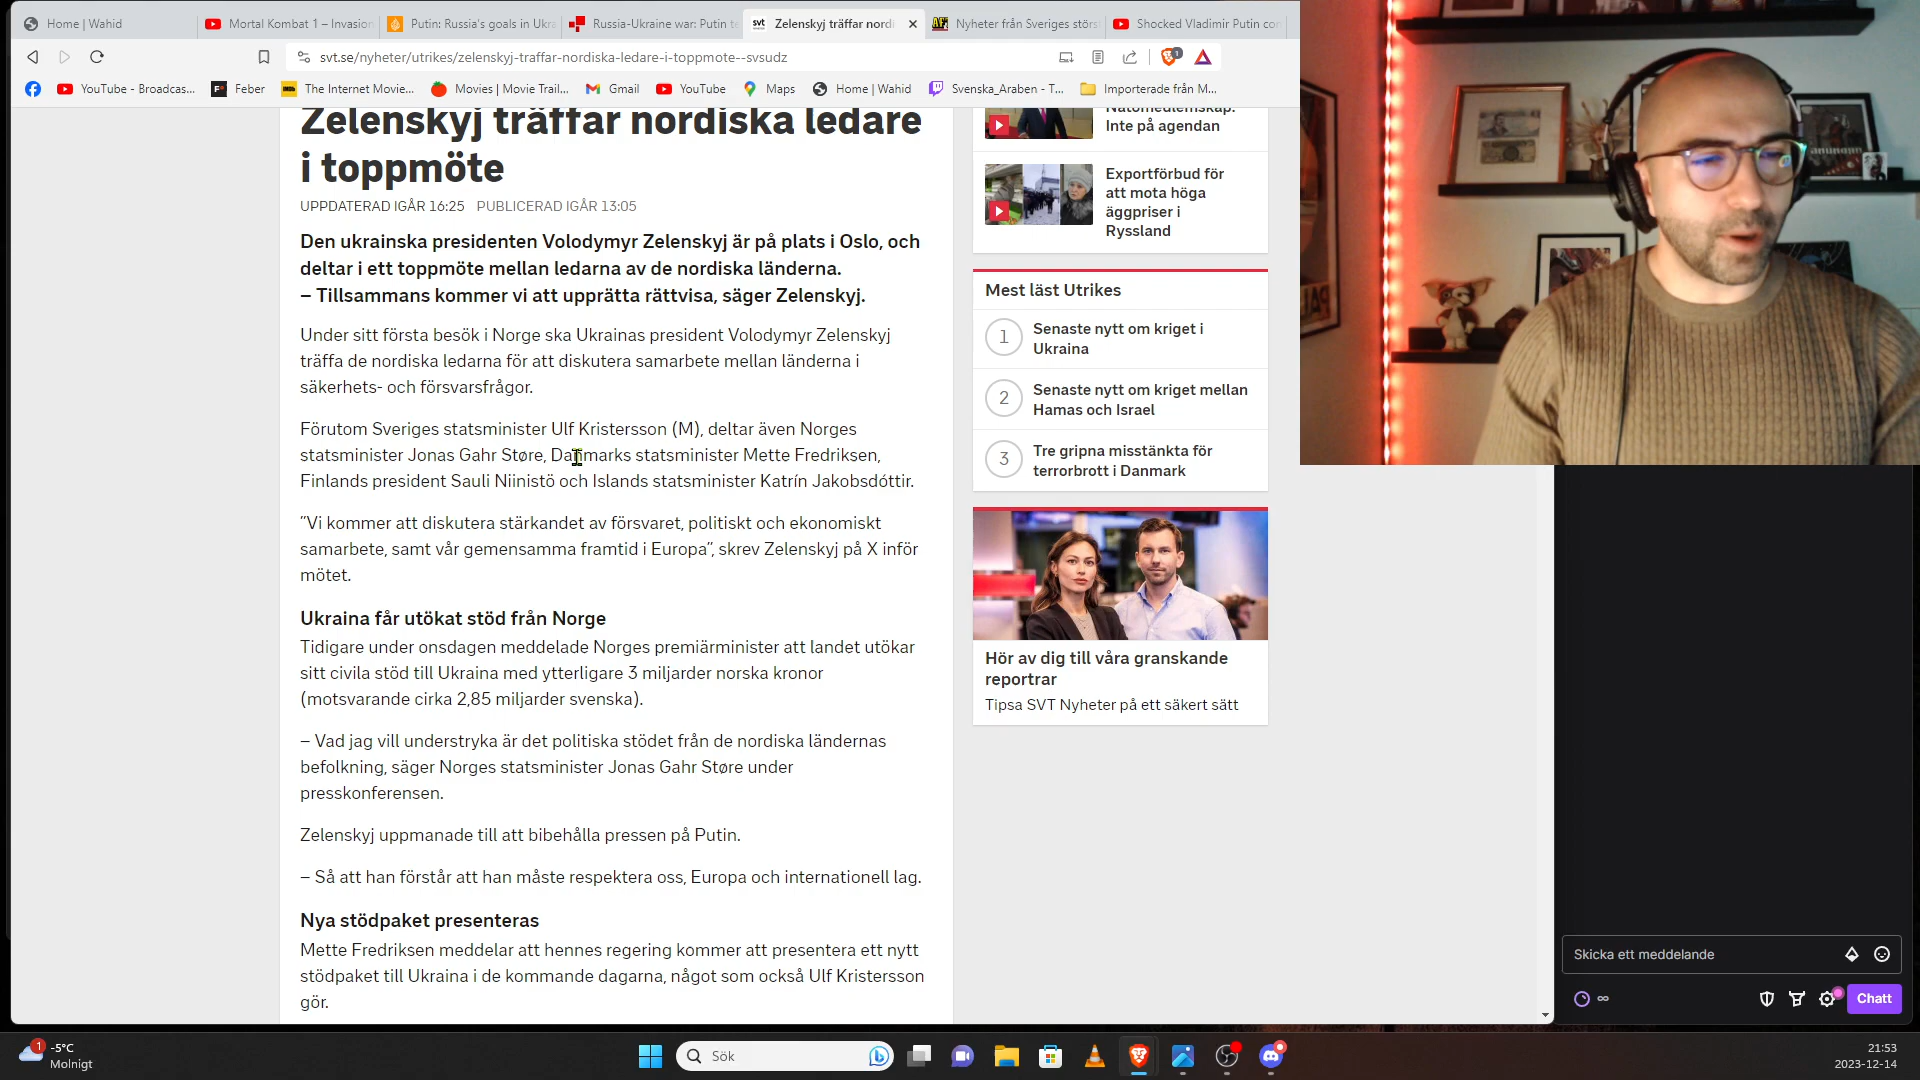 Home | Wahid
Mortal Kombat 1 – Invasion
Putin: Russia's goals in Ukra
Russia-Ukraine war: Putin te
svt
Zelenskyj träffar nordi
Nyheter från Sveriges störs
Shocked Vladimir Putin con
svt.se/nyheter/utrikes/zelenskyj-traffar-nordiska-ledare-i-toppmote--svsudz
1
YouTube - Broadcas...
Feber
The Internet Movie...
Movies | Movie Trail...
Gmail
YouTube
Maps
Home | Wahid
Svenska_Araben - T...
Importerade från M...
Zelenskyj träffar nordiska ledare
i toppmöte
UPPDATERAD IGÅR 16:25 PUBLICERAD IGÅR 13:05
Den ukrainska presidenten Volodymyr Zelenskyj är på plats i Oslo, och
deltar i ett toppmöte mellan ledarna av de nordiska länderna.
– Tillsammans kommer vi att upprätta rättvisa, säger Zelenskyj.
Under sitt första besök i Norge ska Ukrainas president Volodymyr Zelenskyj
träffa de nordiska ledarna för att diskutera samarbete mellan länderna i
säkerhets- och försvarsfrågor.
Förutom Sveriges statsminister Ulf Kristersson (M), deltar även Norges
statsminister Jonas Gahr Støre, Danmarks statsminister Mette Fredriksen,
Finlands president Sauli Niinistö och Islands statsminister Katrín Jakobsdóttir.
”Vi kommer att diskutera stärkandet av försvaret, politiskt och ekonomiskt
samarbete, samt vår gemensamma framtid i Europa”, skrev Zelenskyj på X inför
mötet.
Ukraina får utökat stöd från Norge
Tidigare under onsdagen meddelade Norges premiärminister att landet utökar
sitt civila stöd till Ukraina med ytterligare 3 miljarder norska kronor
(motsvarande cirka 2,85 miljarder svenska).
– Vad jag vill understryka är det politiska stödet från de nordiska ländernas
befolkning, säger Norges statsminister Jonas Gahr Støre under
presskonferensen.
Zelenskyj uppmanade till att bibehålla pressen på Putin.
– Så att han förstår att han måste respektera oss, Europa och internationell lag.
Nya stödpaket presenteras
Mette Fredriksen meddelar att hennes regering kommer att presentera ett nytt
stödpaket till Ukraina i de kommande dagarna, något som också Ulf Kristersson
gör.
Natomedlemskap:
Inte på agendan
Exportförbud för
att mota höga
äggpriser i
Ryssland
Mest läst Utrikes
1
Senaste nytt om kriget i
Ukraina
2
Senaste nytt om kriget mellan
Hamas och Israel
3
Tre gripna misstänkta för
terrorbrott i Danmark
Hör av dig till våra granskande
reportrar
Tipsa SVT Nyheter på ett säkert sätt
Skicka ett meddelande
Chatt
1
-5°C
Molnigt
Sök
21:53
2023-12-14